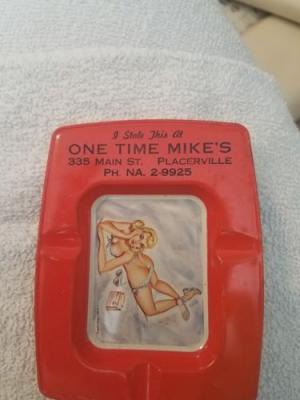 I Stole This At
ONE TIME MIKE'S
335 MAIN ST. PLACERVILLE
PH. NA. 2-9925